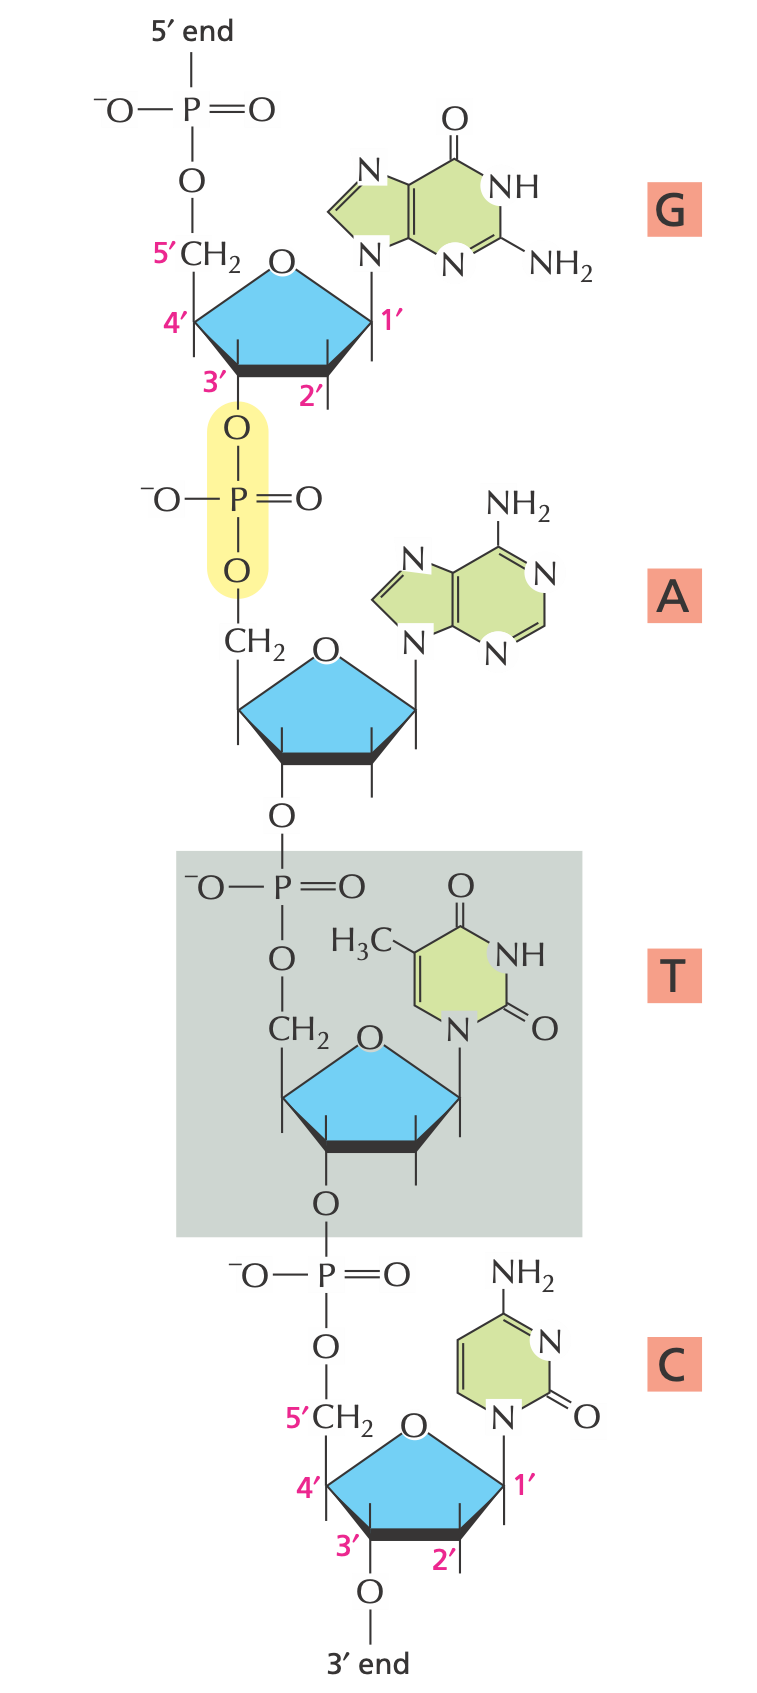 5′ end
⁻O—P=O
O
O
N
NH
G
5′CH₂
O
N
N
NH₂
4′
1′
3′
2′
O
⁻O—P=O
NH₂
O
N
N
A
CH₂
O
N
N
O
⁻O—P=O
O
H₃C
NH
T
O
CH₂
O
N
O
O
⁻O—P=O
NH₂
O
N
C
5′CH₂
O
N
O
4′
1′
3′
2′
O
3′ end